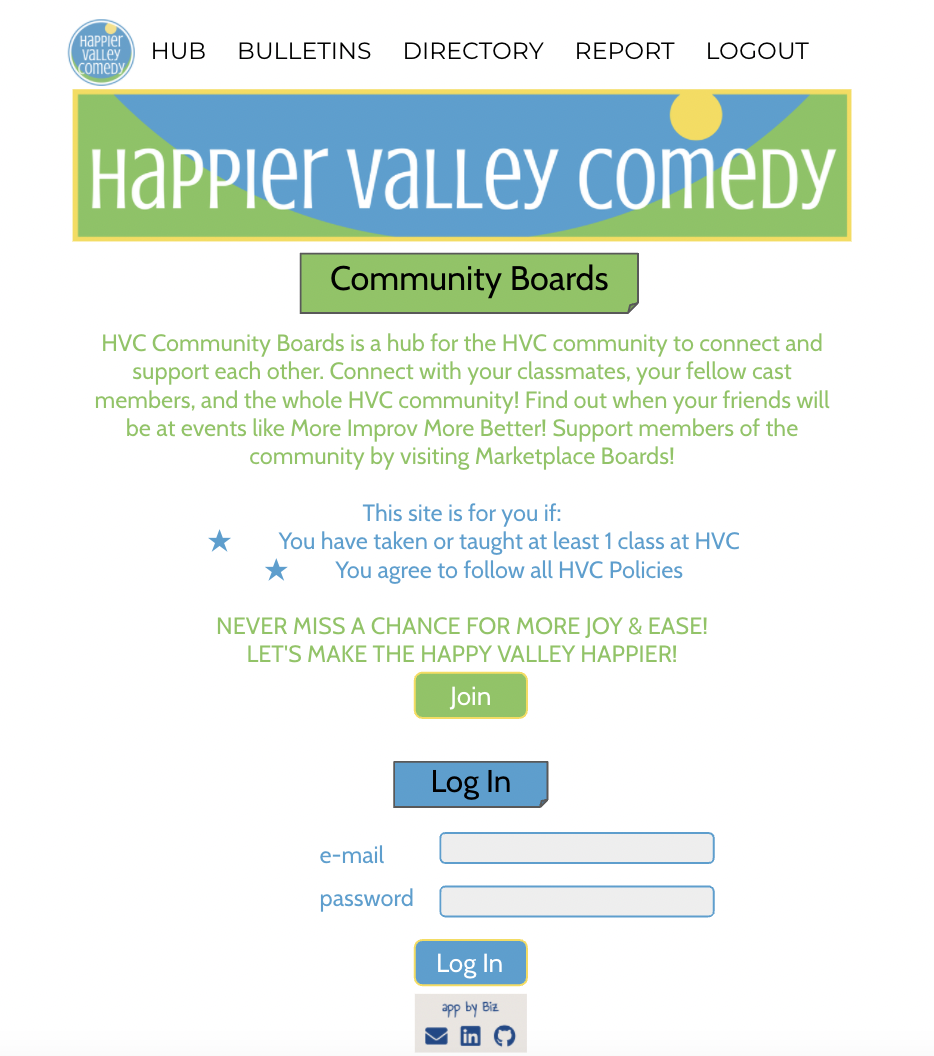 HaPPIER VaLLey COMeDY
HUB BULLETINS DIRECTORY REPORT LOGOUT
HaPPIer VaLLey COMeDY
Community Boards
HVC Community Boards is a hub for the HVC community to connect and
support each other. Connect with your classmates, your fellow cast
members, and the whole HVC community! Find out when your friends will
be at events like More Improv More Better! Support members of the
community by visiting Marketplace Boards!
This site is for you if:
★ You have taken or taught at least 1 class at HVC
★ You agree to follow all HVC Policies
NEVER MISS A CHANCE FOR MORE JOY & EASE!
LET'S MAKE THE HAPPY VALLEY HAPPIER!
Join
Log In
e-mail
password
Log In
app by Biz
in